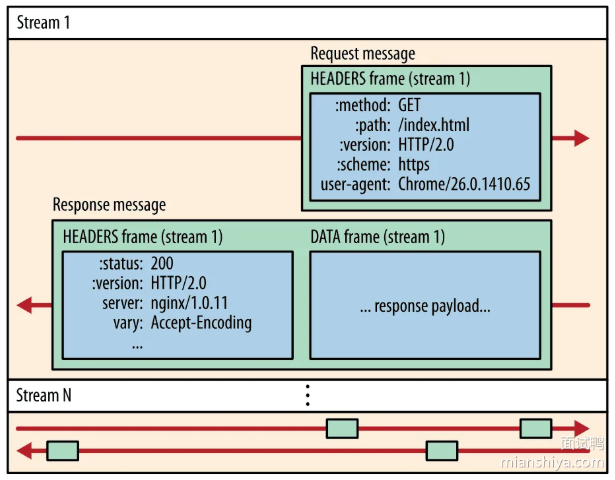 Stream 1
Request message
HEADERS frame (stream 1)
:method: GET
:path: /index.html
:version: HTTP/2.0
:scheme: https
user-agent: Chrome/26.0.1410.65
Response message
HEADERS frame (stream 1)
:status: 200
:version: HTTP/2.0
server: nginx/1.0.11
vary: Accept-Encoding
...
DATA frame (stream 1)
... response payload...
Stream N
面试鸭
mianshiya.com